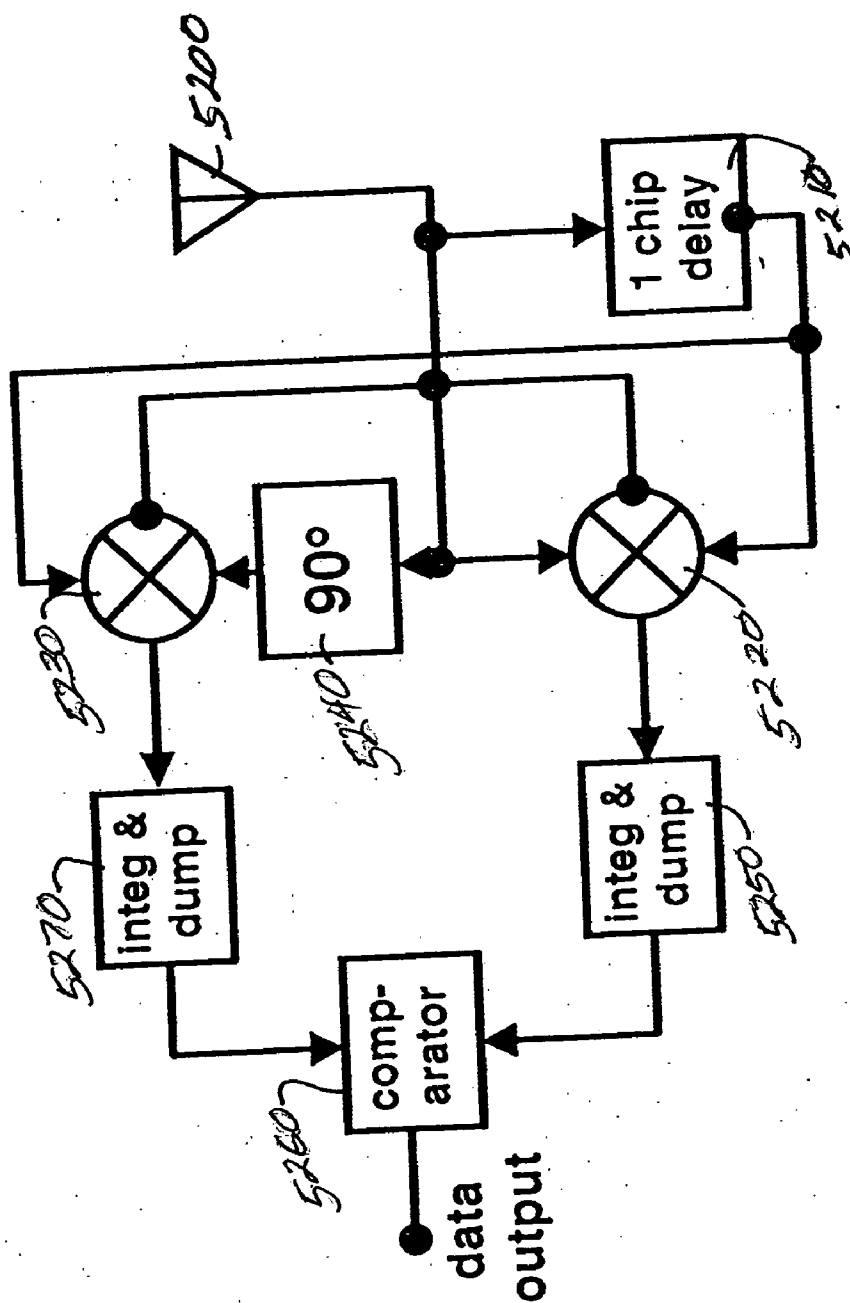 5270
integ &
dump
5230
5260
comp-
arator
data
output
5240
90°
5200
integ &
dump
5250
5220
1 chip
delay
5210